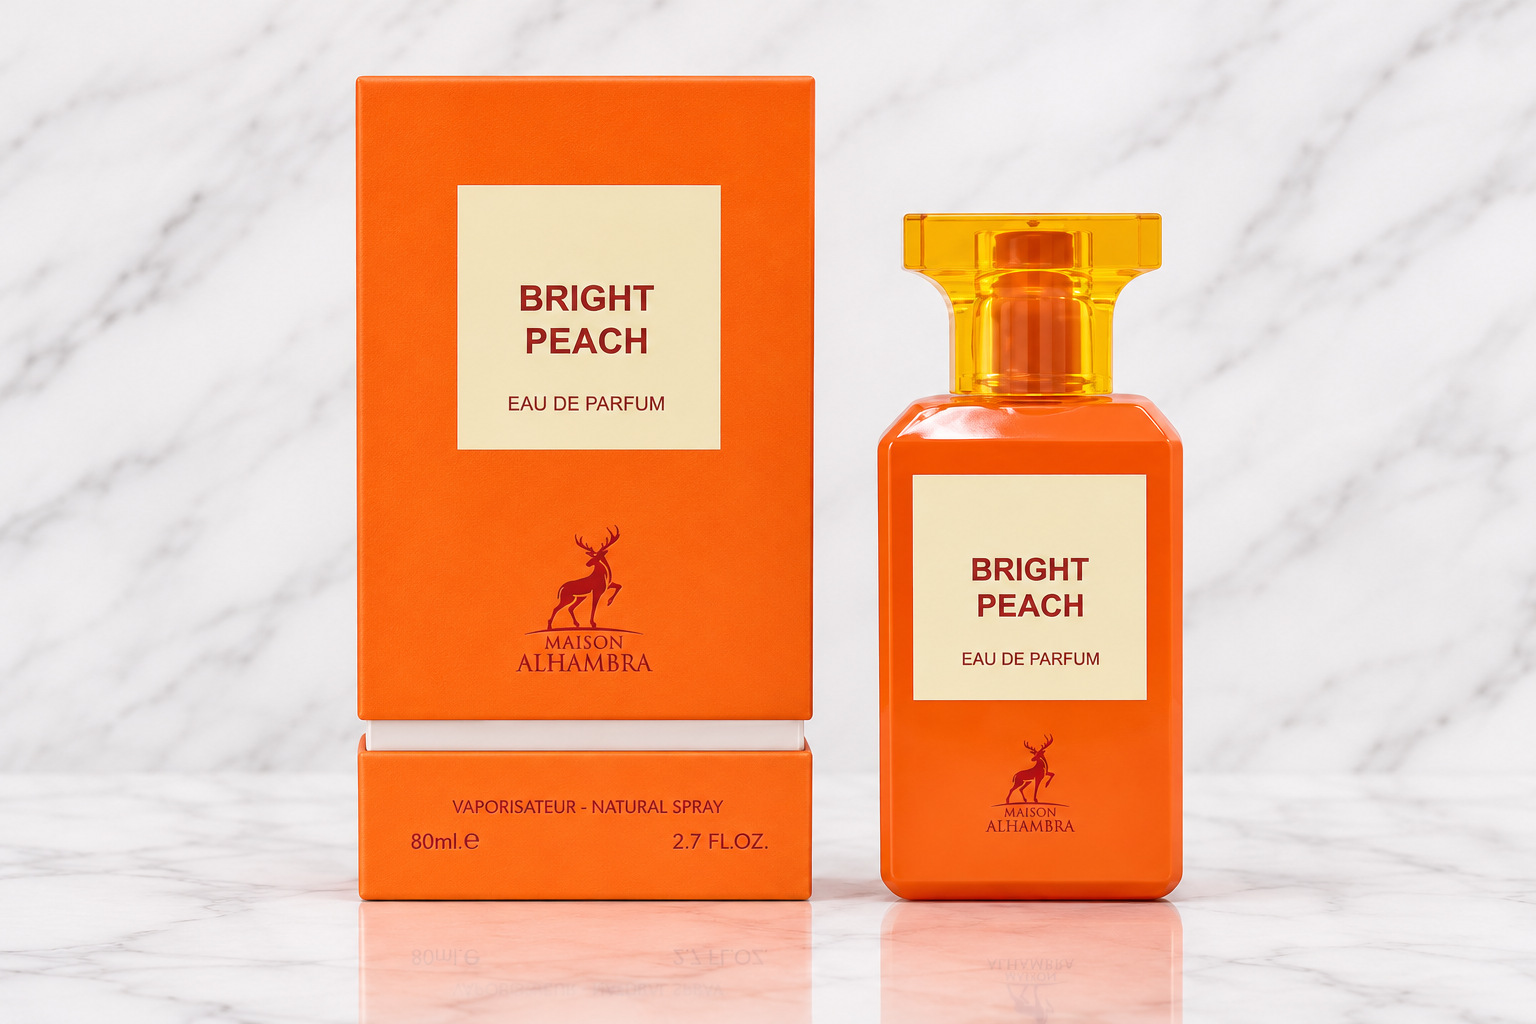 BRIGHT
PEACH
EAU DE PARFUM
MAISON
ALHAMBRA
VAPORISATEUR - NATURAL SPRAY
80ml.e
2.7 FL.OZ.
BRIGHT
PEACH
EAU DE PARFUM
MAISON
ALHAMBRA